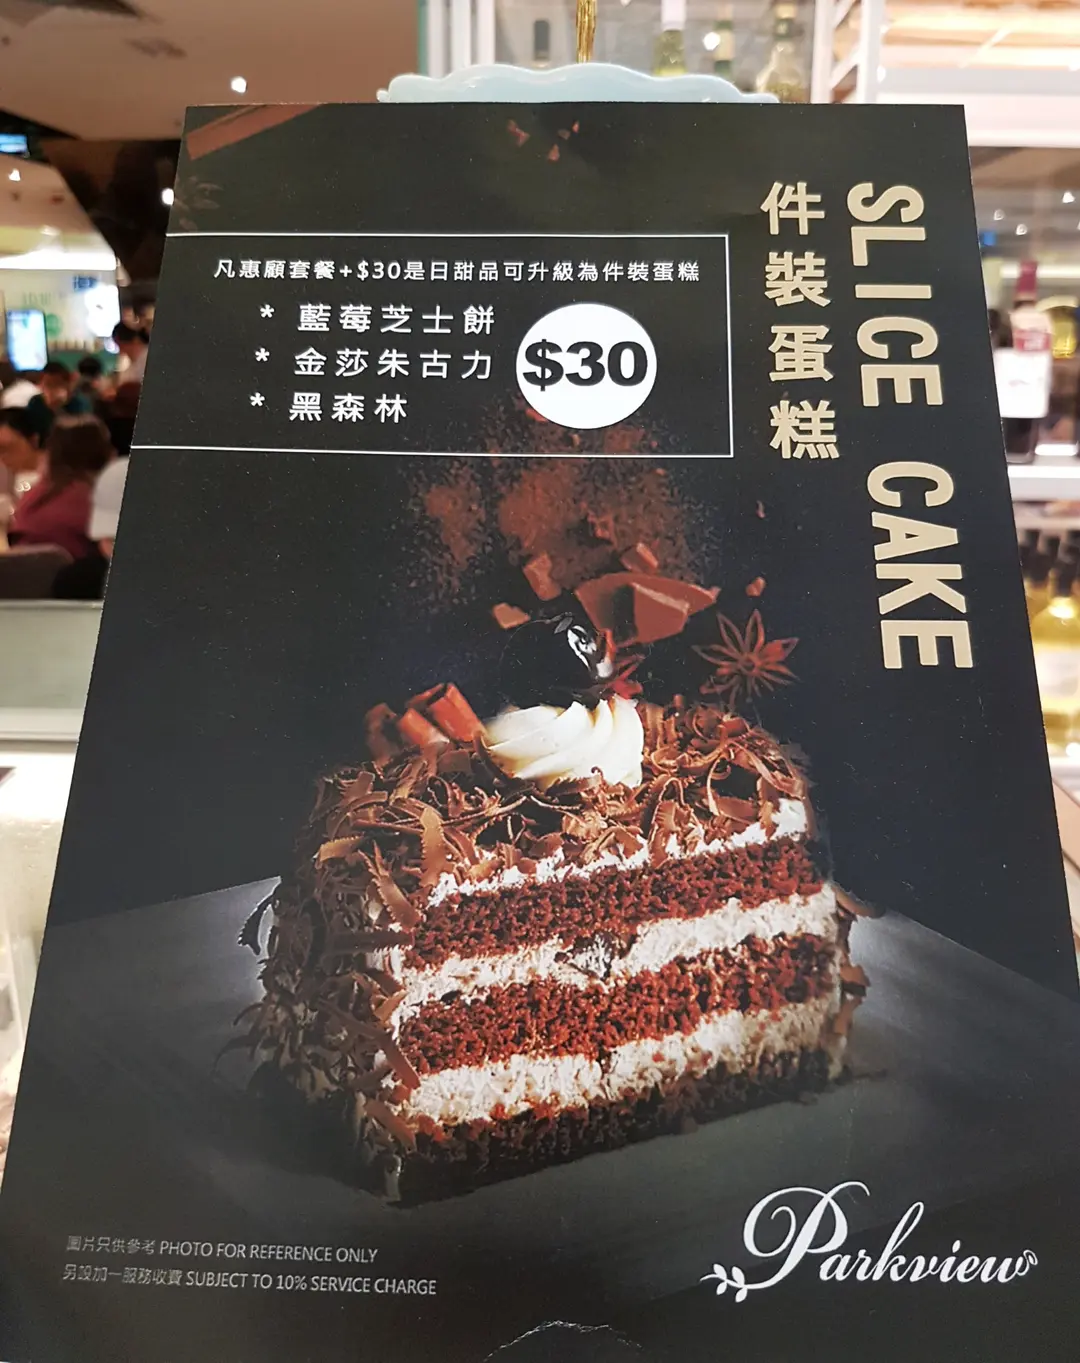 SLICE CAKE
件裝蛋糕
凡惠顧套餐+$30是日甜品可升級為件裝蛋糕
* 藍莓芝士餅
* 金莎朱古力
* 黑森林
$30
圖片只供參考 PHOTO FOR REFERENCE ONLY
另設加一服務收費 SUBJECT TO 10% SERVICE CHARGE
Parkview